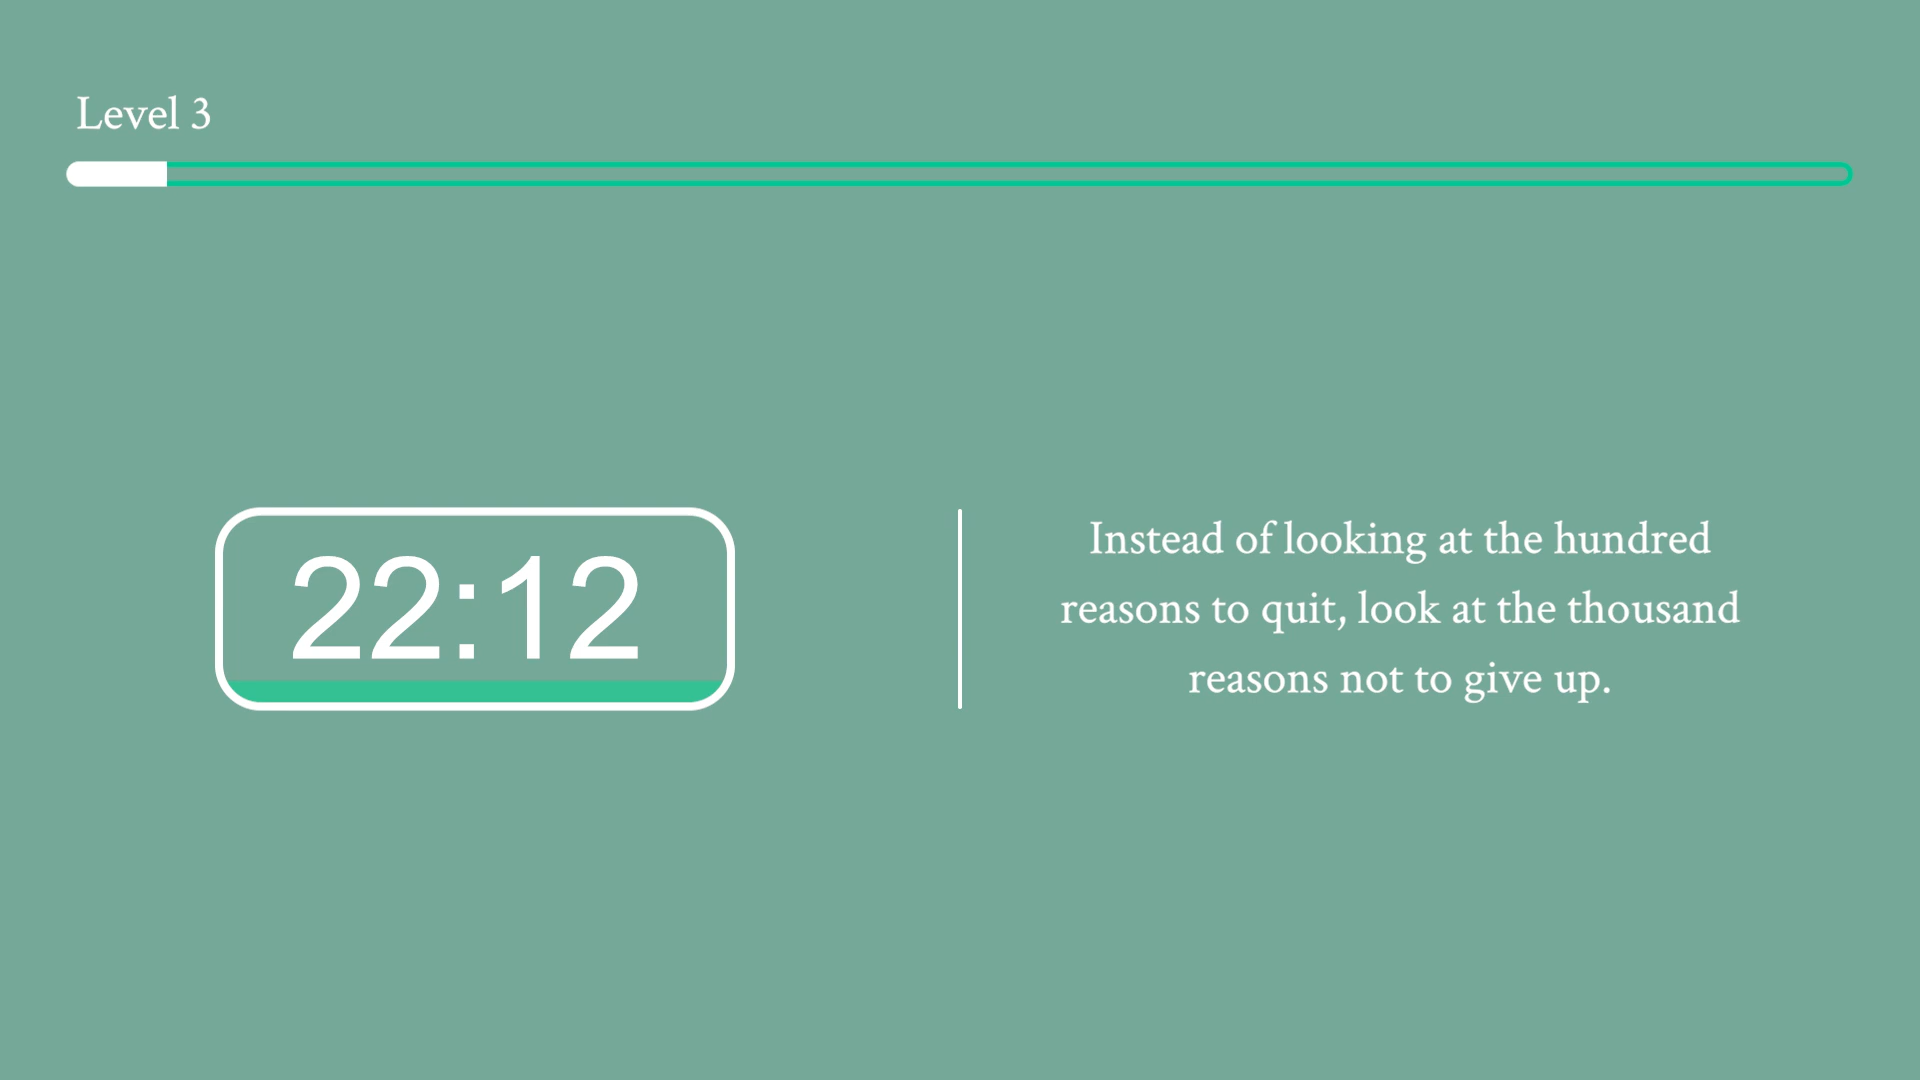 Level 3
22:12
Instead of looking at the hundred
reasons to quit, look at the thousand
reasons not to give up.